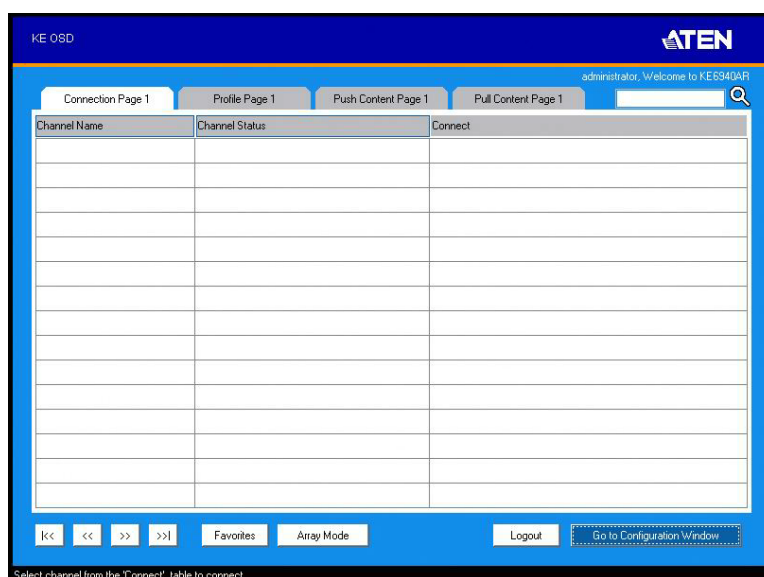 KE OSD
ATEN
administrator, Welcome to KE6940AR
Connection Page 1
Profile Page 1
Push Content Page 1
Pull Content Page 1
Channel Name
Channel Status
Connect
|<<
<<
>>
>>|
Favorites
Array Mode
Logout
Go to Configuration Window
Select channel from the 'Connect', table to connect